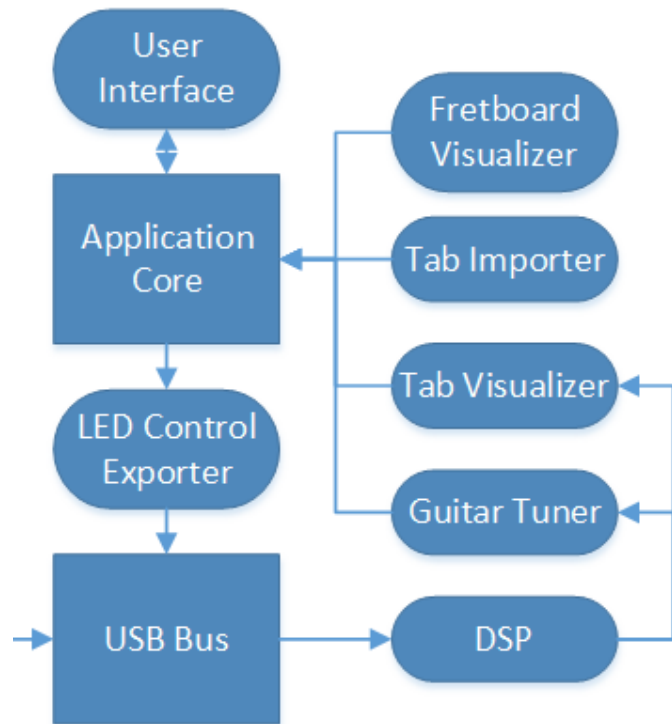 User
Interface
Fretboard
Visualizer
Application
Core
Tab Importer
Tab Visualizer
LED Control
Exporter
Guitar Tuner
USB Bus
DSP